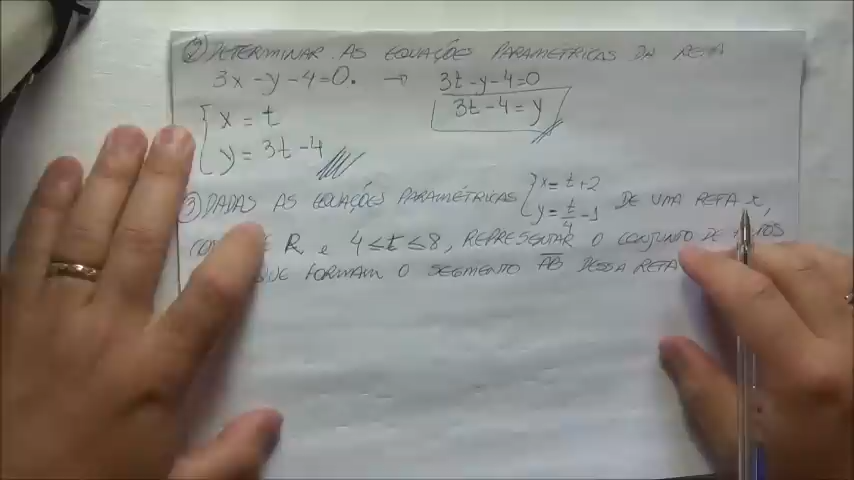 2) DETERMINAR AS EQUAÇÕES PARAMÉTRICAS DA RETA
3x - y - 4 = 0. → 3t - y - 4 = 0
x = t 3t - 4 = y
y = 3t - 4
3) DADAS AS EQUAÇÕES PARAMÉTRICAS { x = t + 2 DE UMA RETA r,
y = t/4 - 1
R e 4 ≤ t ≤ 8, REPRESENTAR O CONJUNTO DE
QUE FORMAM O SEGMENTO AB DESSA RETA